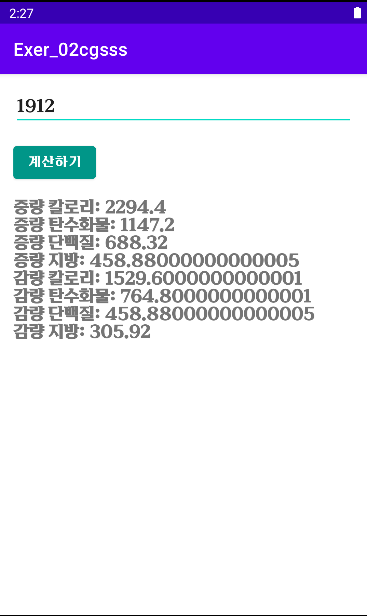 2:27
Exer_02cgsss
1912
계산하기
증량 칼로리: 2294.4
증량 탄수화물: 1147.2
증량 단백질: 688.32
증량 지방: 458.88000000000005
감량 칼로리: 1529.6000000000001
감량 탄수화물: 764.8000000000001
감량 단백질: 458.88000000000005
감량 지방: 305.92